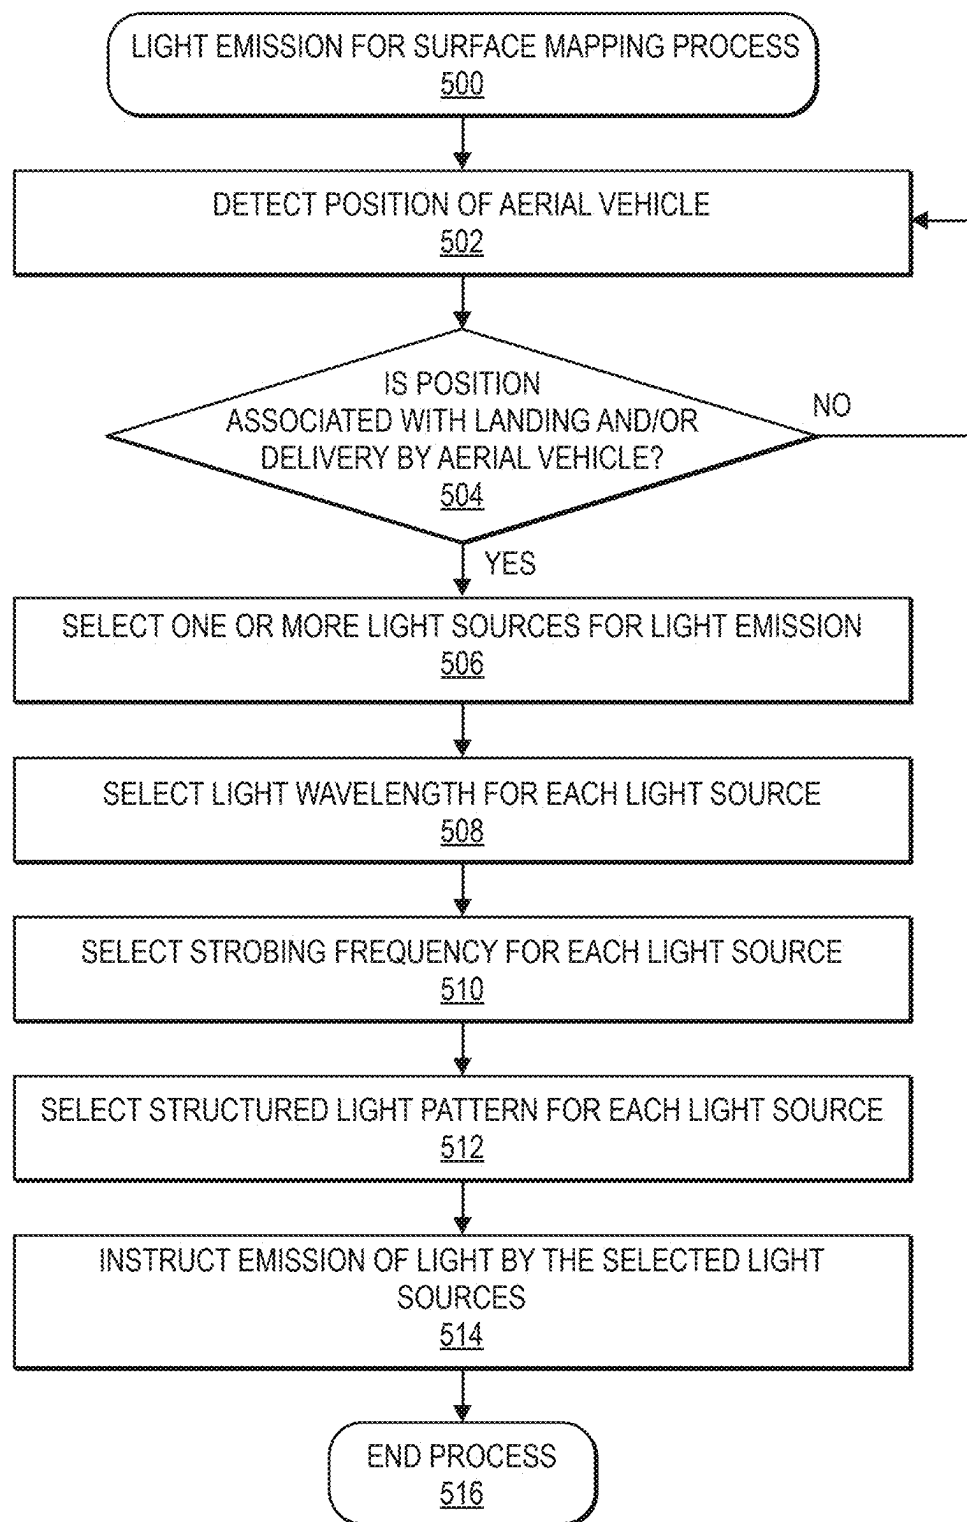 LIGHT EMISSION FOR SURFACE MAPPING PROCESS
500
DETECT POSITION OF AERIAL VEHICLE
502
IS POSITION
ASSOCIATED WITH LANDING AND/OR
DELIVERY BY AERIAL VEHICLE?
504
NO
YES
SELECT ONE OR MORE LIGHT SOURCES FOR LIGHT EMISSION
506
SELECT LIGHT WAVELENGTH FOR EACH LIGHT SOURCE
508
SELECT STROBING FREQUENCY FOR EACH LIGHT SOURCE
510
SELECT STRUCTURED LIGHT PATTERN FOR EACH LIGHT SOURCE
512
INSTRUCT EMISSION OF LIGHT BY THE SELECTED LIGHT
SOURCES
514
END PROCESS
516